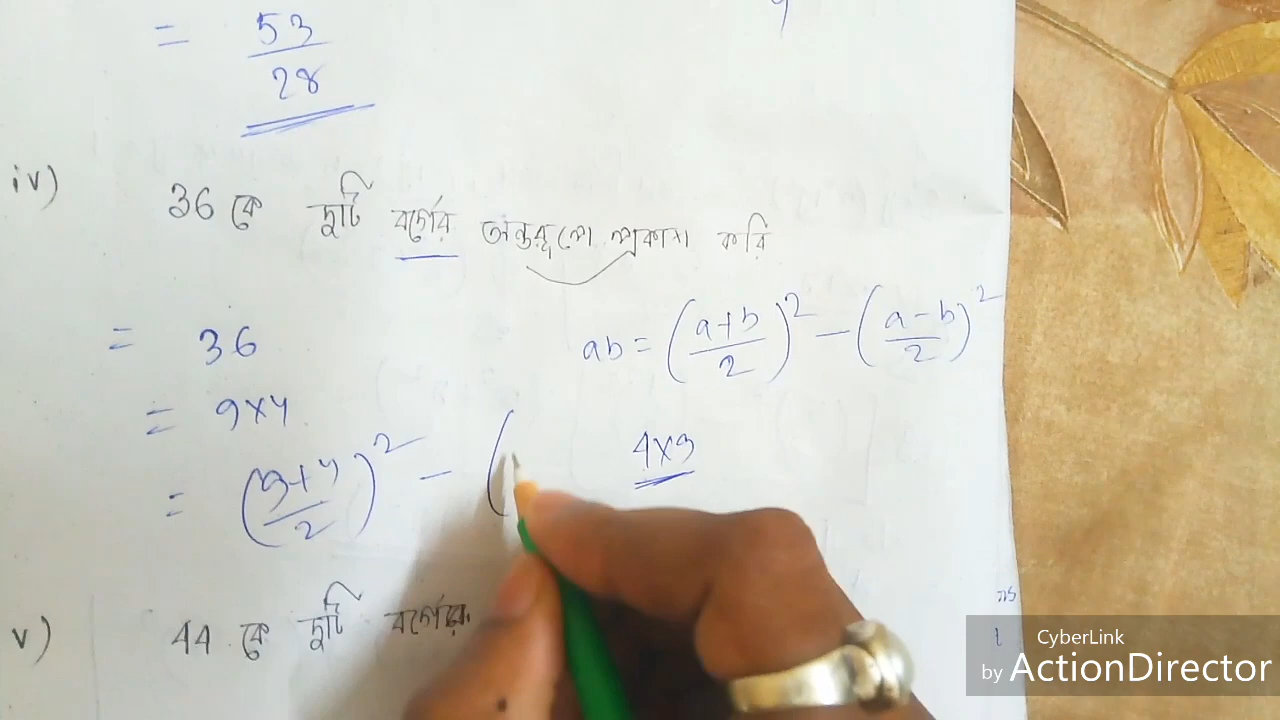 = 53/28
iv) 36 কে দুটি বর্গের অন্তররূপে প্রকাশ করি
= 36
ab = ((a+b)/2)² − ((a−b)/2)²
= 9×4
4×9
= ((9+4)/2)² − (
v) 44 কে দুটি বর্গের
CyberLink
by ActionDirector